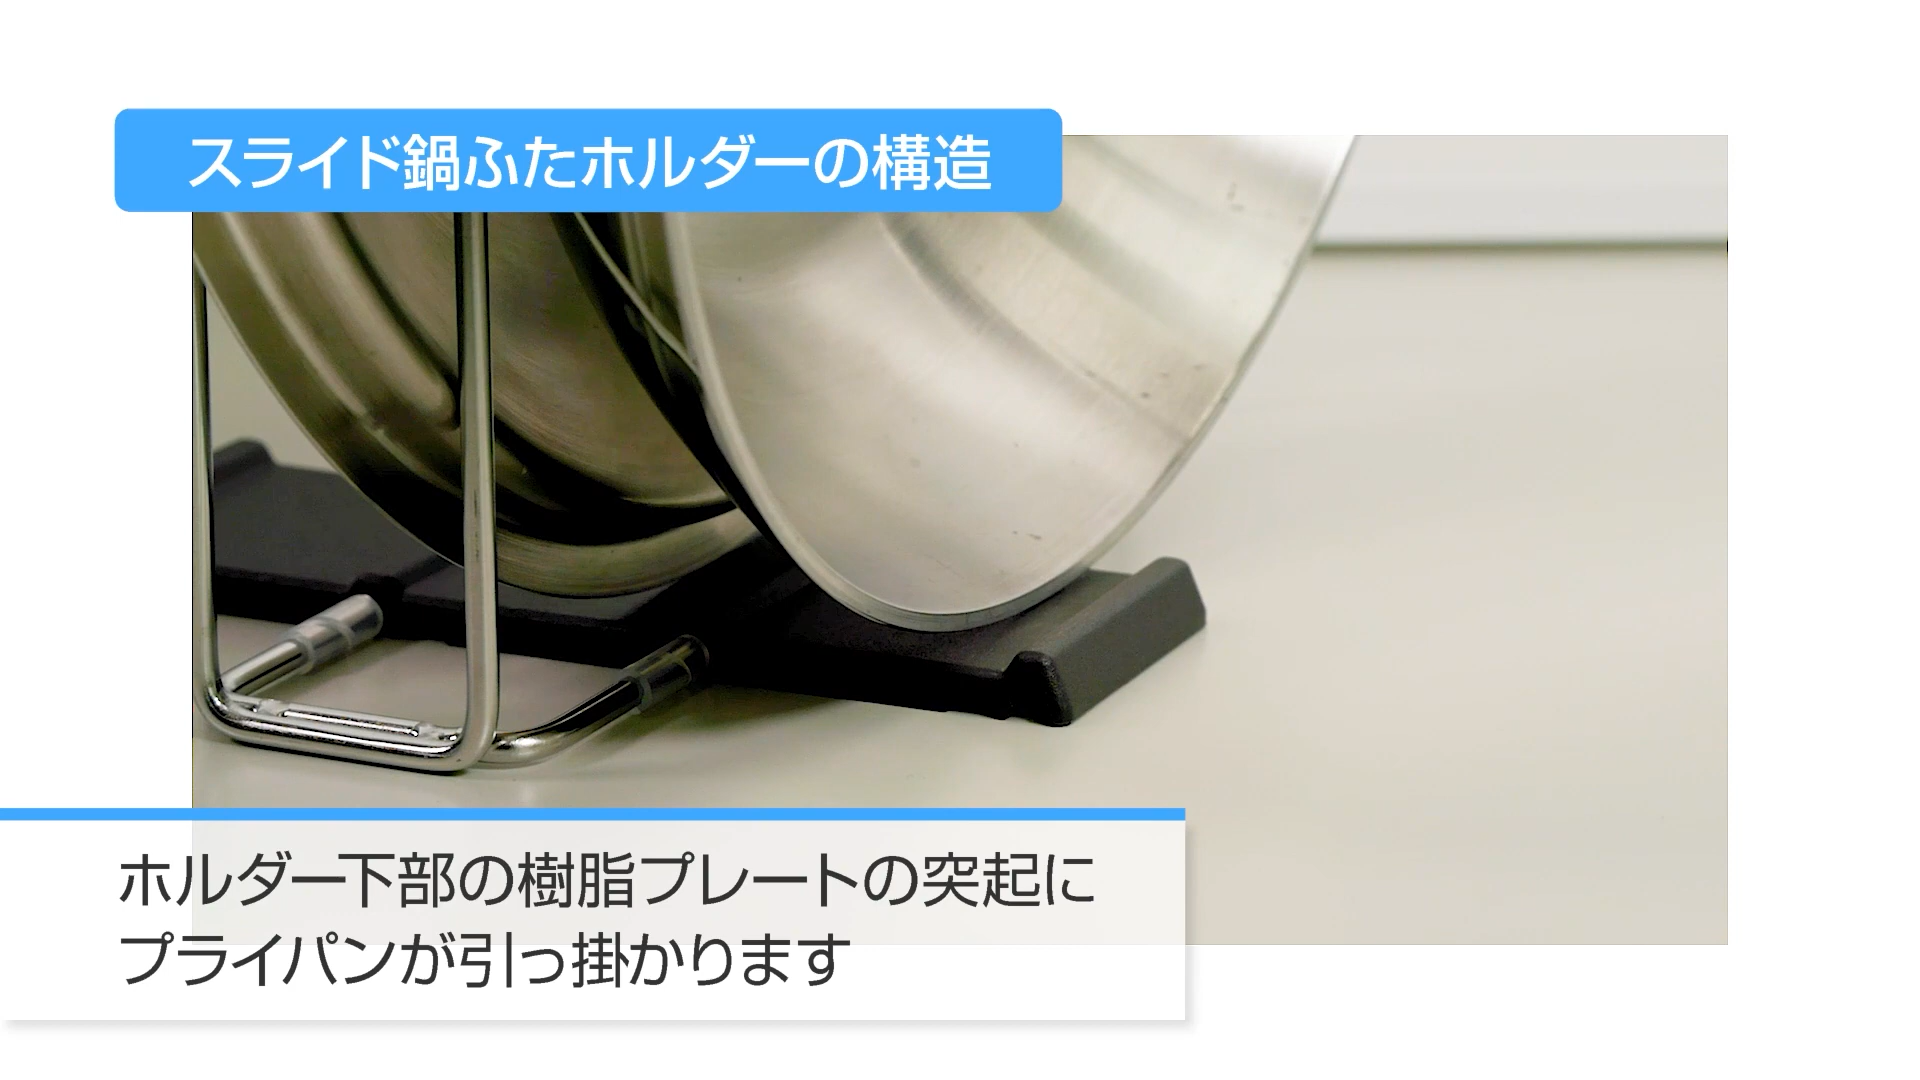 スライド鍋ふたホルダーの構造
ホルダー下部の樹脂プレートの突起に
プライパンが引っ掛かります